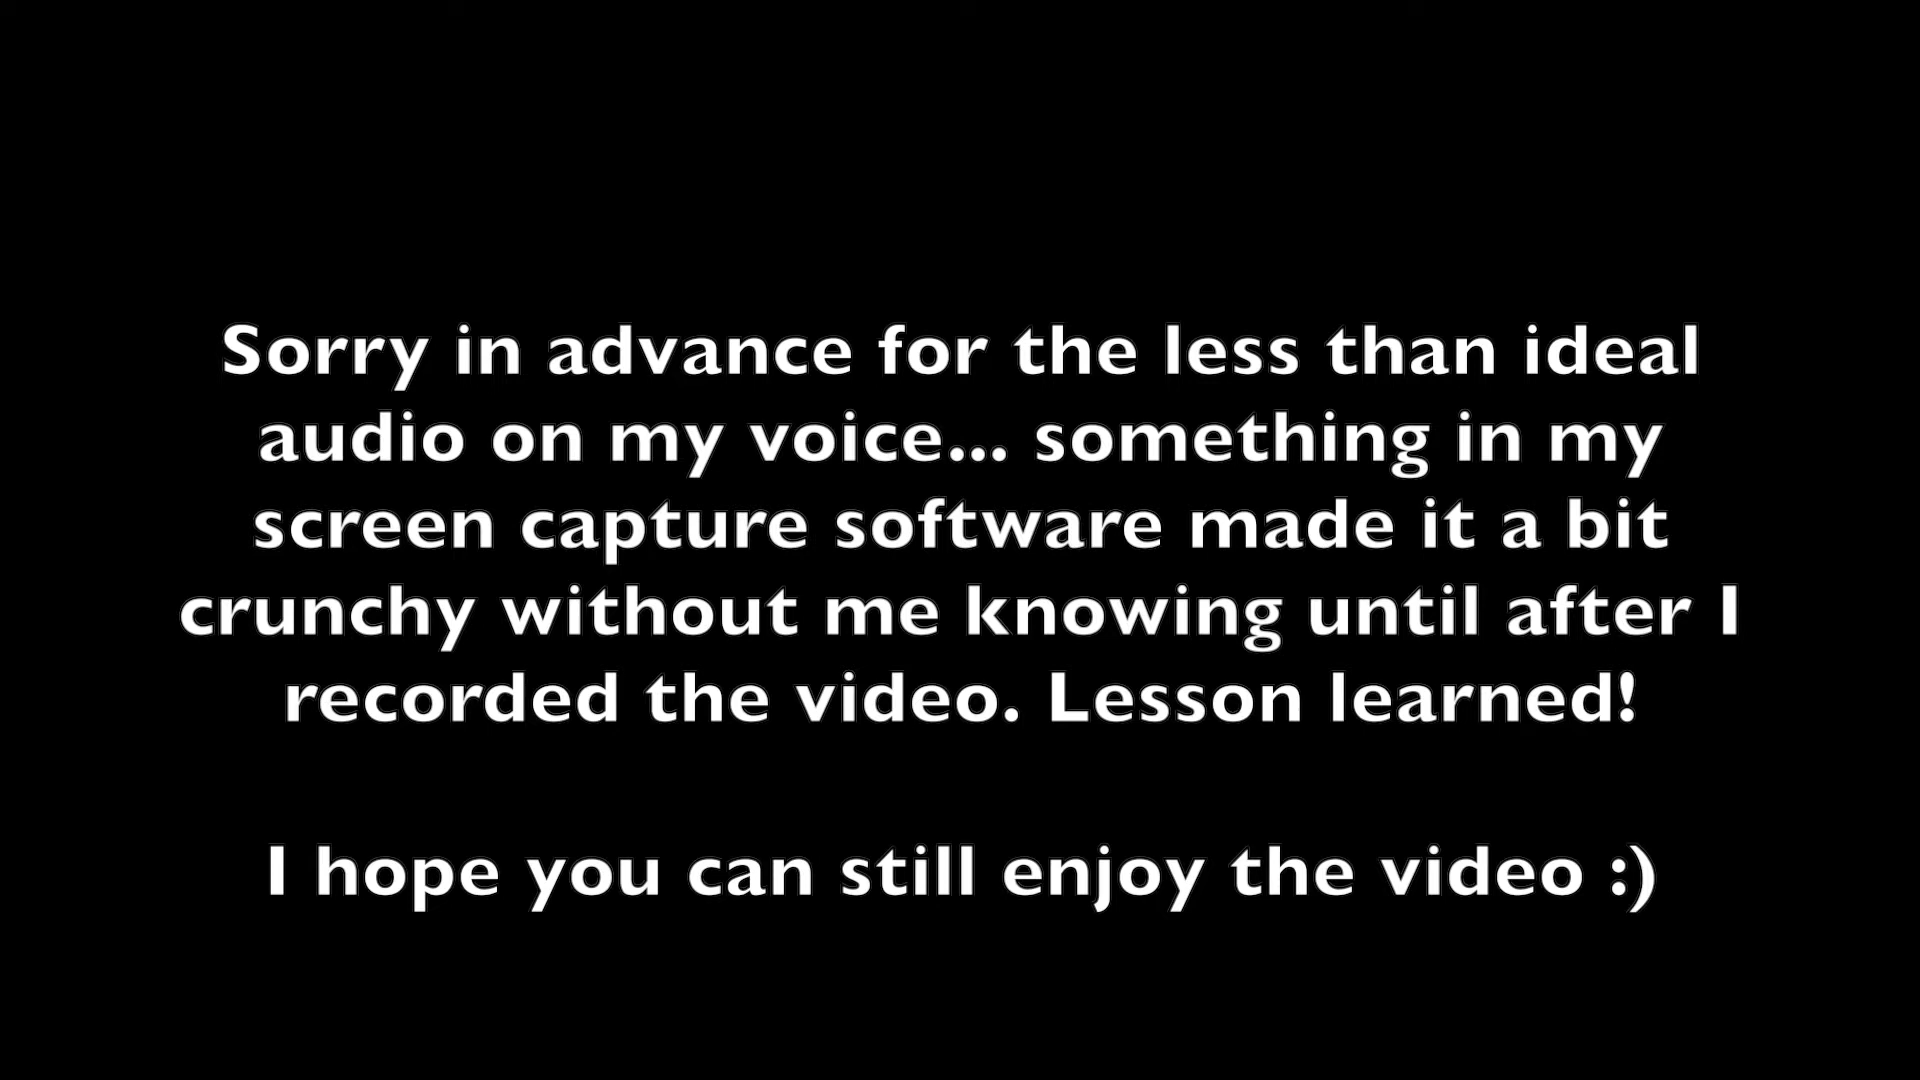 Sorry in advance for the less than ideal
audio on my voice... something in my
screen capture software made it a bit
crunchy without me knowing until after I
recorded the video. Lesson learned!
I hope you can still enjoy the video :)